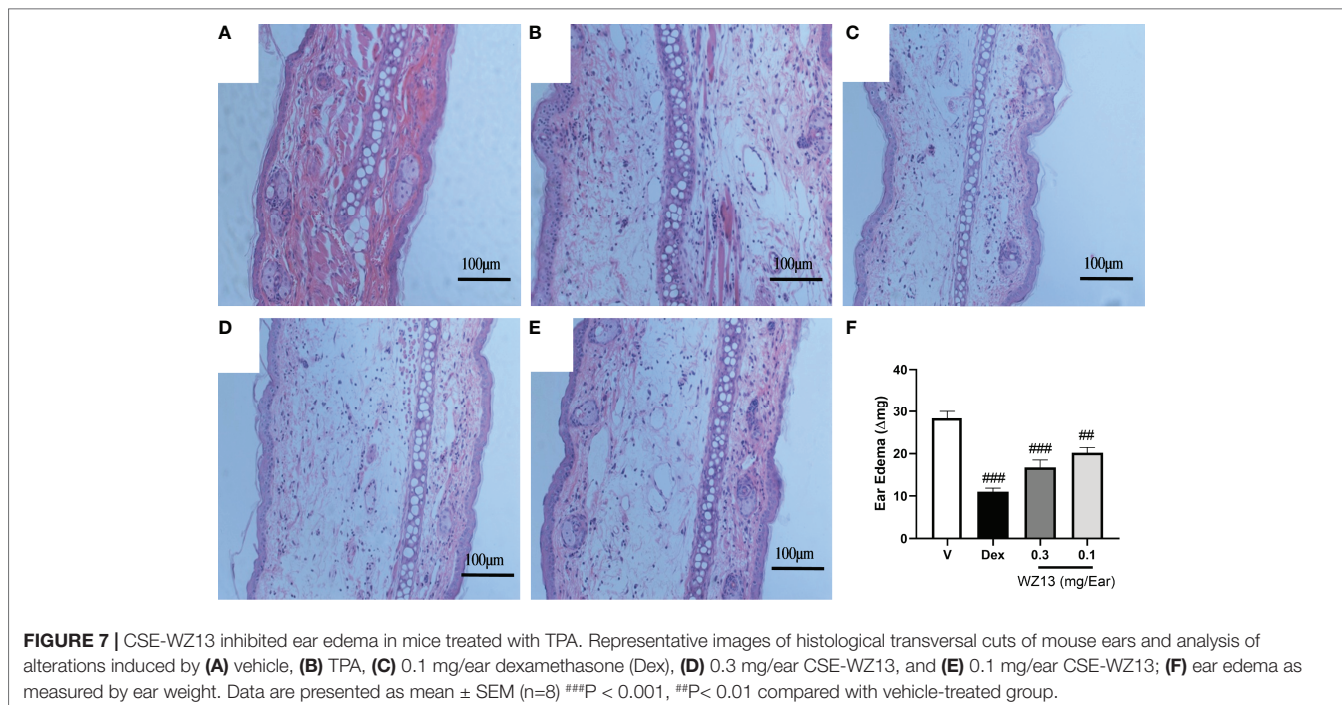 A
B
C
100µm
100µm
100µm
D
E
F
100µm
100µm
Ear Edema (Δmg)
40
30
20
10
0
###
###
##
V
Dex
0.3
0.1
WZ13 (mg/Ear)
FIGURE 7 | CSE-WZ13 inhibited ear edema in mice treated with TPA. Representative images of histological transversal cuts of mouse ears and analysis of
alterations induced by (A) vehicle, (B) TPA, (C) 0.1 mg/ear dexamethasone (Dex), (D) 0.3 mg/ear CSE-WZ13, and (E) 0.1 mg/ear CSE-WZ13; (F) ear edema as
measured by ear weight. Data are presented as mean ± SEM (n=8) ###P < 0.001, ##P< 0.01 compared with vehicle-treated group.